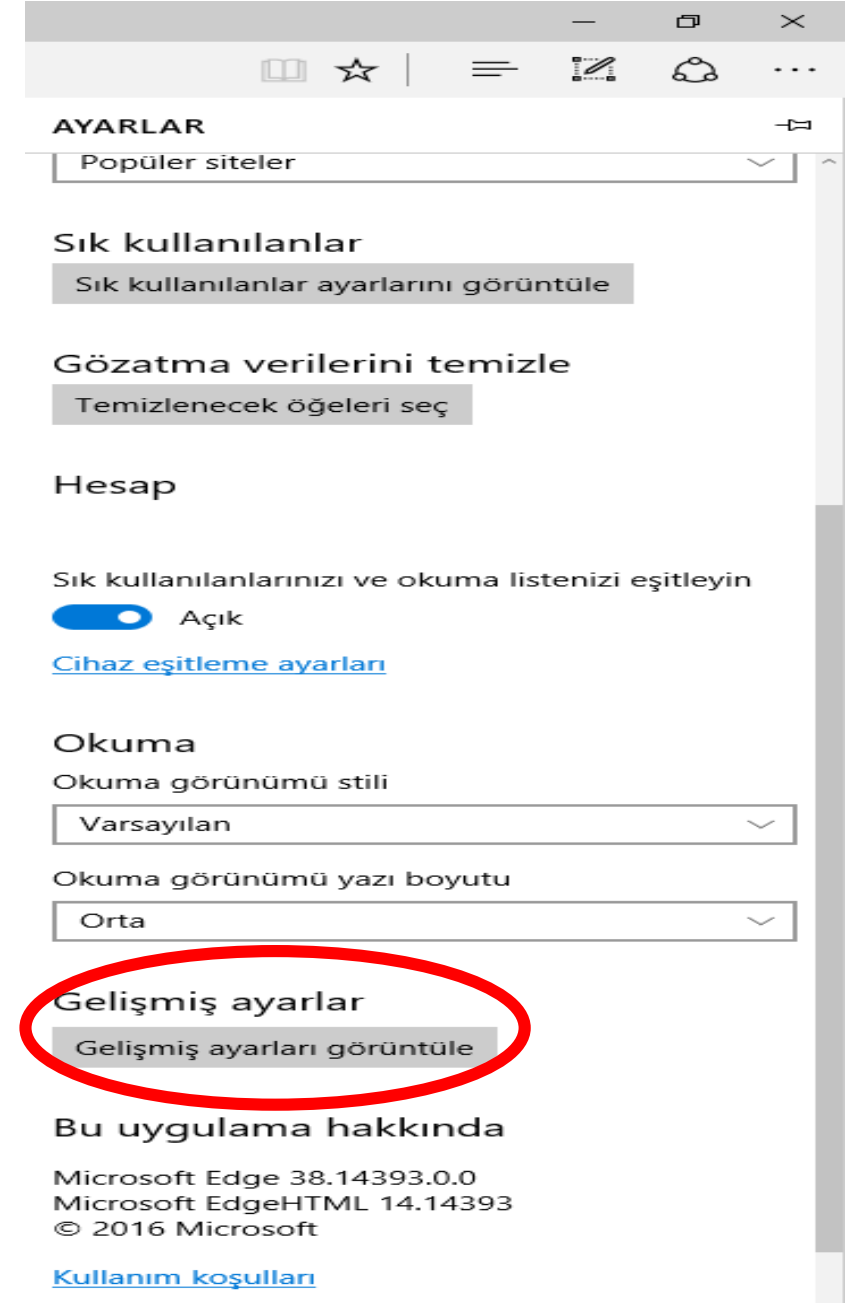 AYARLAR
Popüler siteler
Sık kullanılanlar
Sık kullanılanlar ayarlarını görüntüle
Gözatma verilerini temizle
Temizlenecek öğeleri seç
Hesap
Sık kullanılanlarınızı ve okuma listenizi eşitleyin
Açık
Cihaz eşitleme ayarları
Okuma
Okuma görünümü stili
Varsayılan
Okuma görünümü yazı boyutu
Orta
Gelişmiş ayarlar
Gelişmiş ayarları görüntüle
Bu uygulama hakkında
Microsoft Edge 38.14393.0.0
Microsoft EdgeHTML 14.14393
© 2016 Microsoft
Kullanım koşulları